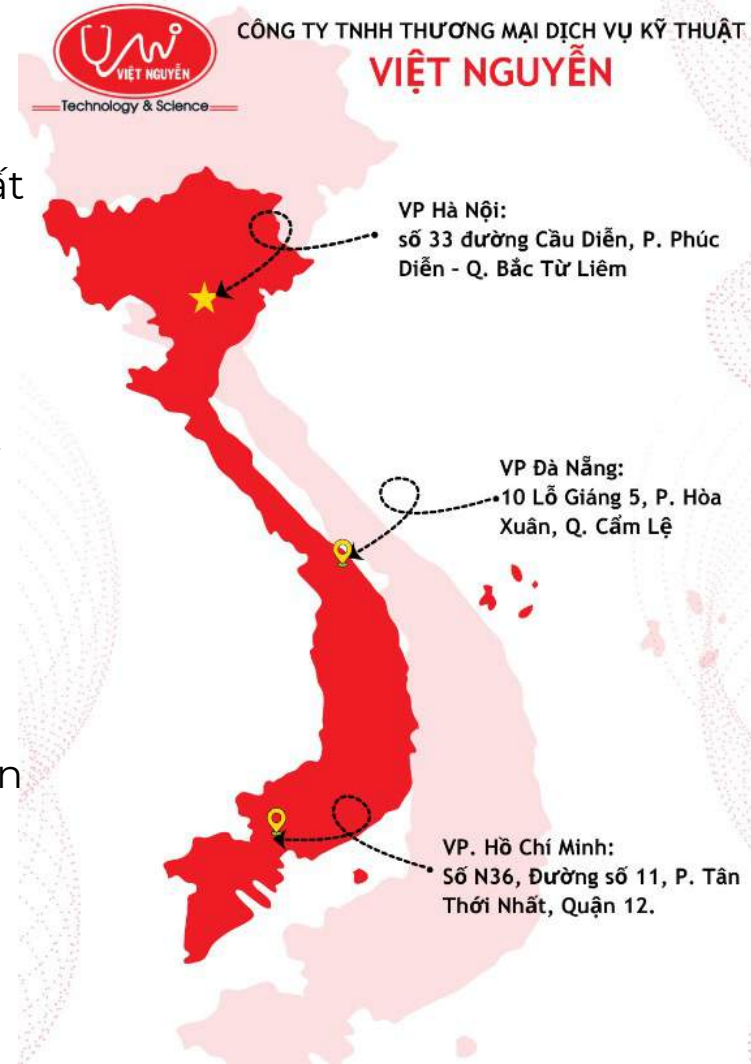 VIỆT NGUYỄN
Technology & Science
CÔNG TY TNHH THƯƠNG MẠI DỊCH VỤ KỸ THUẬT
VIỆT NGUYỄN
VP Hà Nội:
số 33 đường Cầu Diễn, P. Phúc
Diễn - Q. Bắc Từ Liêm
VP Đà Nẵng:
10 Lỗ Giáng 5, P. Hòa
Xuân, Q. Cẩm Lệ
VP. Hồ Chí Minh:
Số N36, Đường số 11, P. Tân
Thới Nhất, Quận 12.